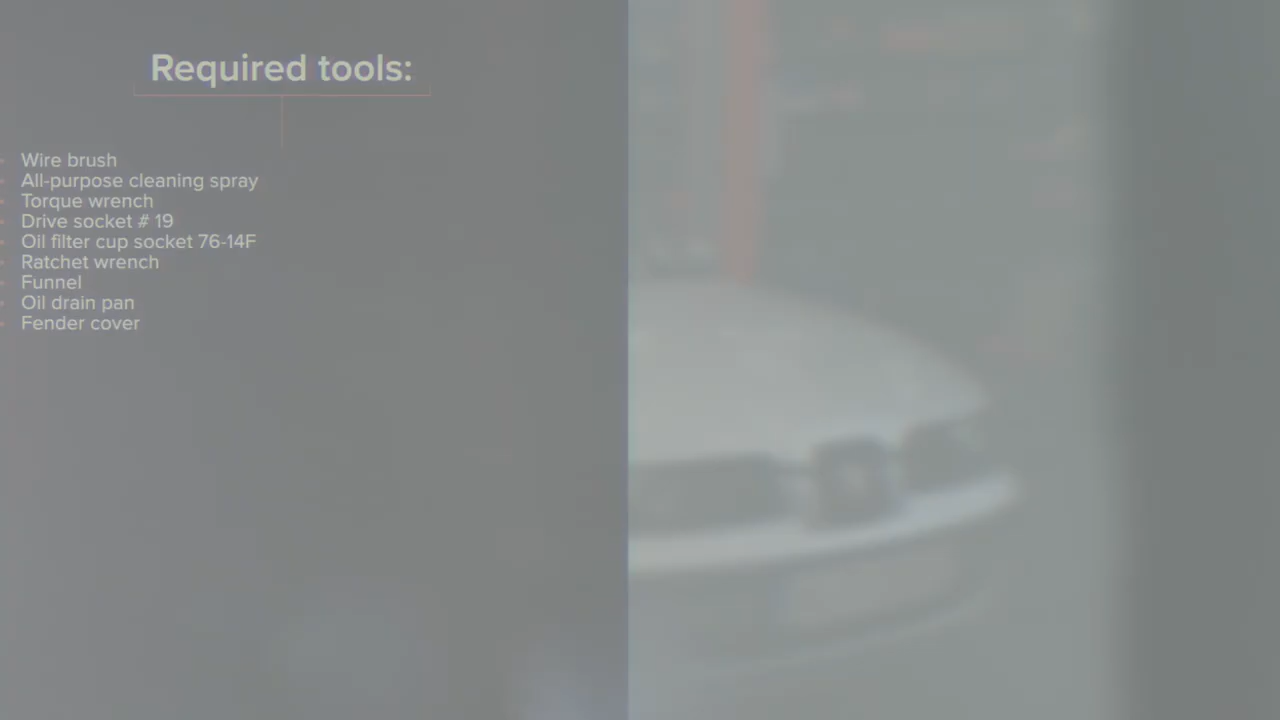 Required tools:
Wire brush
All-purpose cleaning spray
Torque wrench
Drive socket # 19
Oil filter cup socket 76-14F
Ratchet wrench
Funnel
Oil drain pan
Fender cover